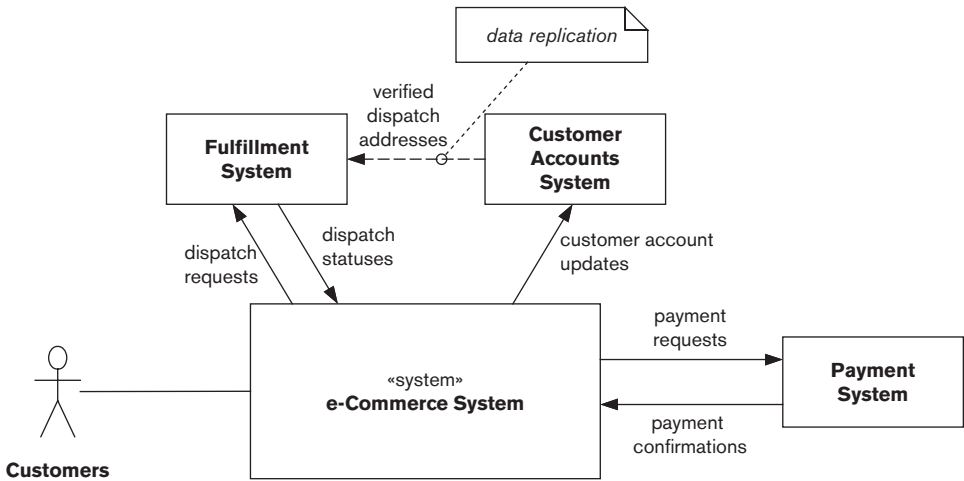 data replication
verified
dispatch
addresses
Fulfillment
System
Customer
Accounts
System
dispatch
requests
dispatch
statuses
customer account
updates
payment
requests
«system»
e-Commerce System
Payment
System
payment
confirmations
Customers